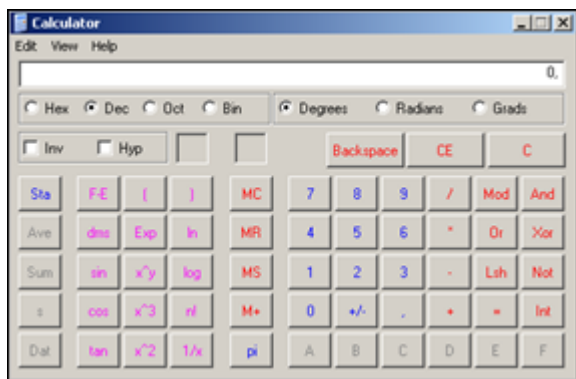 Calculator
Edit View Help
0,
Hex Dec Oct Bin Degrees Radians Grads
Inv Hyp Backspace CE C
Sta F-E ( ) MC 7 8 9 / Mod And
Ave dms Exp ln MR 4 5 6 * Or Xor
Sum sin x^y log MS 1 2 3 - Lsh Not
s cos x^3 n! M+ 0 +/- , + = Int
Dat tan x^2 1/x pi A B C D E F